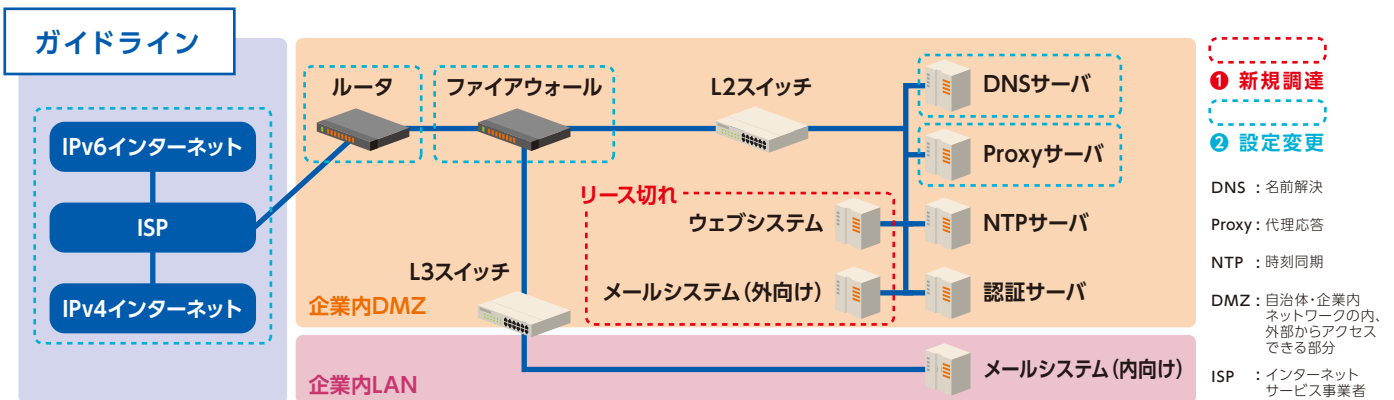 ガイドライン
IPv6インターネット
ISP
IPv4インターネット
ルータ
ファイアウォール
L2スイッチ
DNSサーバ
Proxyサーバ
リース切れ
ウェブシステム
NTPサーバ
L3スイッチ
メールシステム(外向け)
認証サーバ
企業内DMZ
企業内LAN
メールシステム(内向け)
❶ 新規調達
❷ 設定変更
DNS：名前解決
Proxy：代理応答
NTP：時刻同期
DMZ：自治体・企業内
ネットワークの内、
外部からアクセス
できる部分
ISP：インターネット
サービス事業者